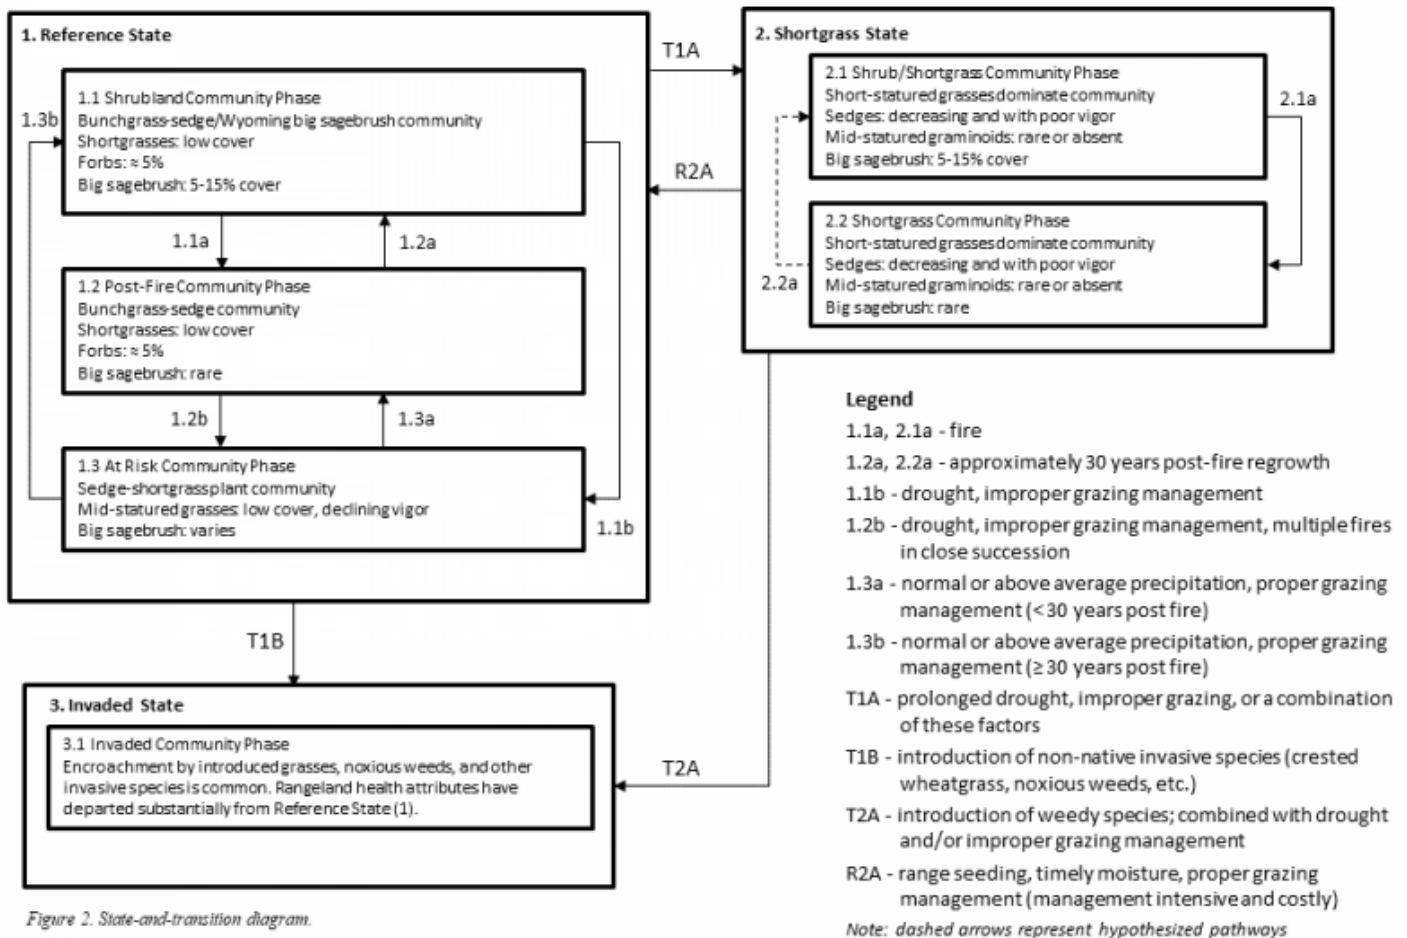 1. Reference State
1.1 Shrubland Community Phase
Bunchgrass-sedge/Wyoming big sagebrush community
Shortgrasses: low cover
Forbs: ≈ 5%
Big sagebrush: 5-15% cover
1.3b
1.1a
1.2a
1.2 Post-Fire Community Phase
Bunchgrass-sedge community
Shortgrasses: low cover
Forbs: ≈ 5%
Big sagebrush: rare
1.2b
1.3a
1.3 At Risk Community Phase
Sedge-shortgrass plant community
Mid-statured grasses: low cover, declining vigor
Big sagebrush: varies
1.1b
T1A
R2A
2. Shortgrass State
2.1 Shrub/Shortgrass Community Phase
Short-statured grasses dominate community
Sedges: decreasing and with poor vigor
Mid-statured graminoids: rare or absent
Big sagebrush: 5-15% cover
2.1a
2.2 Shortgrass Community Phase
Short-statured grasses dominate community
Sedges: decreasing and with poor vigor
Mid-statured graminoids: rare or absent
Big sagebrush: rare
2.2a
T1B
T2A
3. Invaded State
3.1 Invaded Community Phase
Encroachment by introduced grasses, noxious weeds, and other
invasive species is common. Rangeland health attributes have
departed substantially from Reference State (1).
Figure 2. State-and-transition diagram.
Legend
1.1a, 2.1a - fire
1.2a, 2.2a - approximately 30 years post-fire regrowth
1.1b - drought, improper grazing management
1.2b - drought, improper grazing management, multiple fires
in close succession
1.3a - normal or above average precipitation, proper grazing
management (< 30 years post fire)
1.3b - normal or above average precipitation, proper grazing
management (≥ 30 years post fire)
T1A - prolonged drought, improper grazing, or a combination
of these factors
T1B - introduction of non-native invasive species (crested
wheatgrass, noxious weeds, etc.)
T2A - introduction of weedy species; combined with drought
and/or improper grazing management
R2A - range seeding, timely moisture, proper grazing
management (management intensive and costly)
Note: dashed arrows represent hypothesized pathways